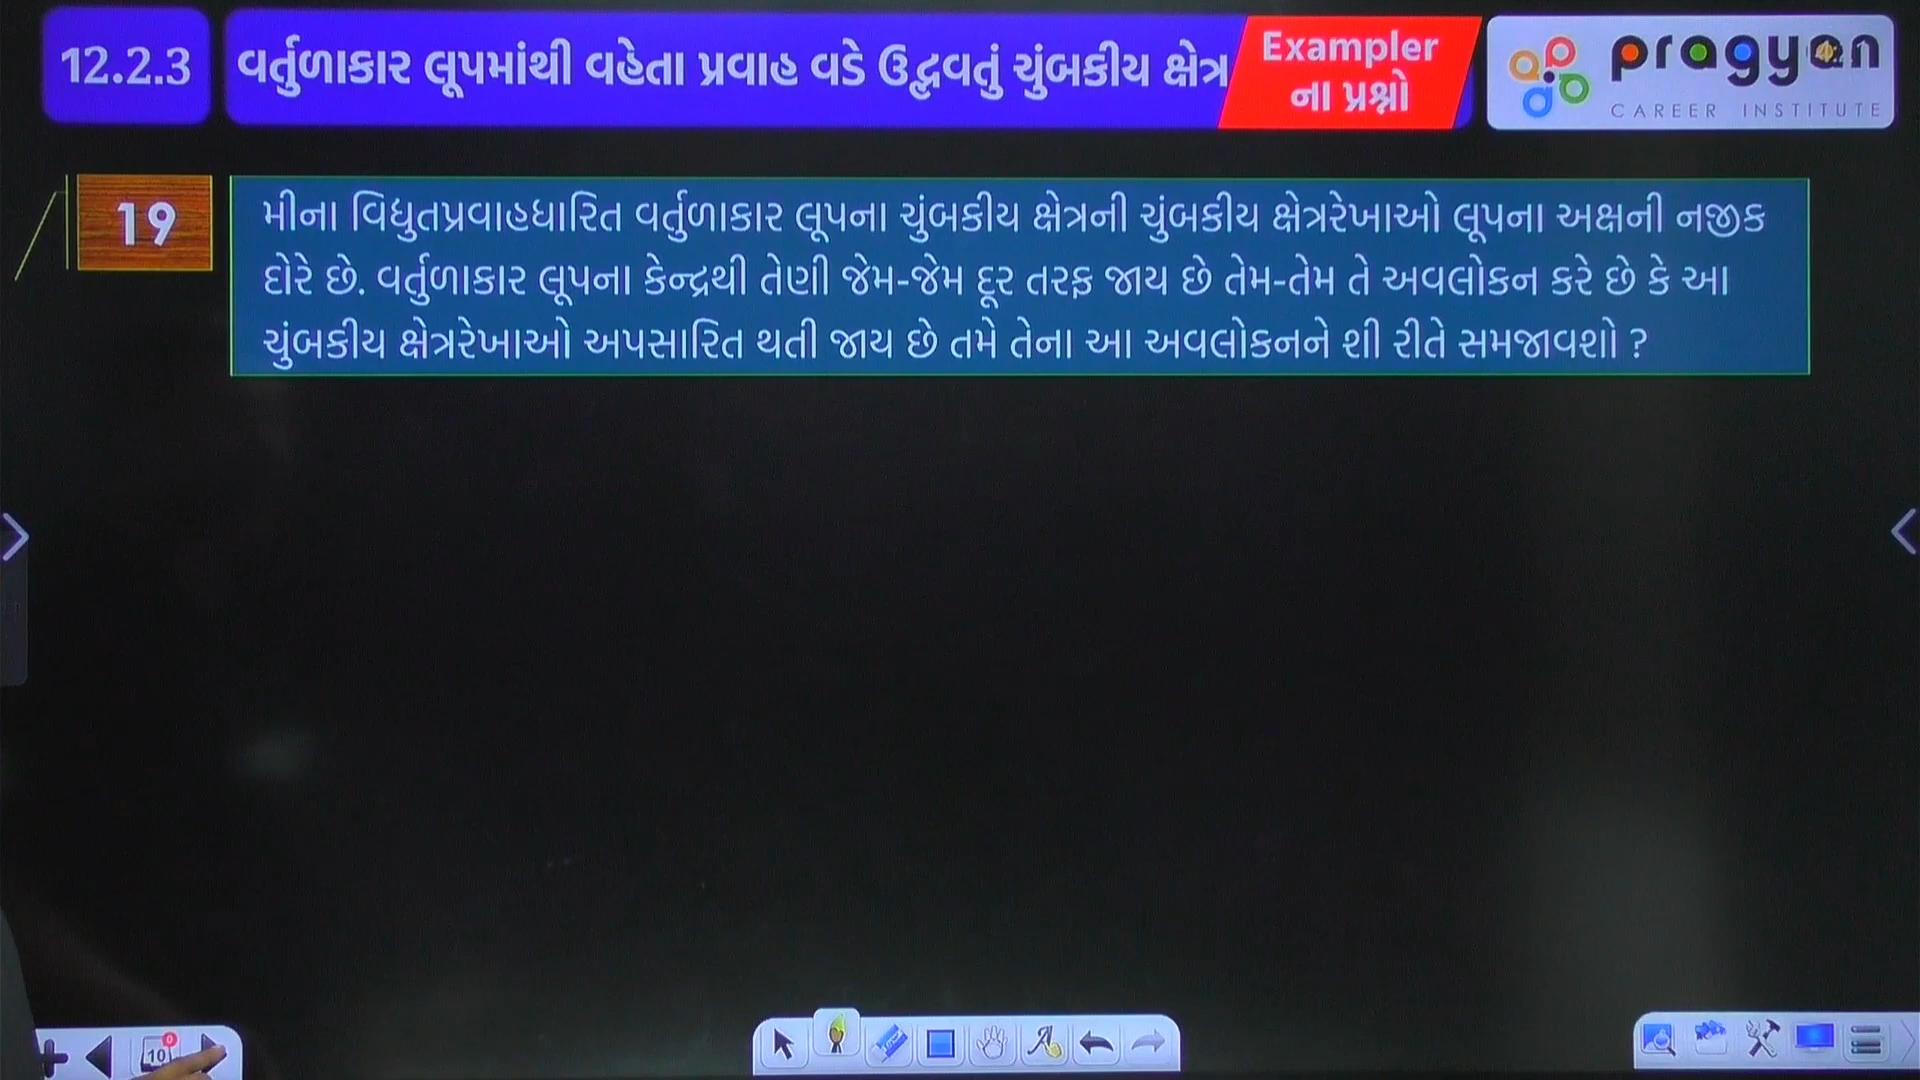 12.2.3
વર્તુળાકાર લૂપમાંથી વહેતા પ્રવાહ વડે ઉદ્ભવતું ચુંબકીય ક્ષેત્ર
Exampler
ના પ્રશ્નો
pragyan
CAREER INSTITUTE
19
મીના વિદ્યુતપ્રવાહધારિત વર્તુળાકાર લૂપના ચુંબકીય ક્ષેત્રની ચુંબકીય ક્ષેત્રરેખાઓ લૂપના અક્ષની નજીક
દોરે છે. વર્તુળાકાર લૂપના કેન્દ્રથી તેણી જેમ-જેમ દૂર તરફ જાય છે તેમ-તેમ તે અવલોકન કરે છે કે આ
ચુંબકીય ક્ષેત્રરેખાઓ અપસારિત થતી જાય છે તમે તેના આ અવલોકનને શી રીતે સમજાવશો ?
10
0